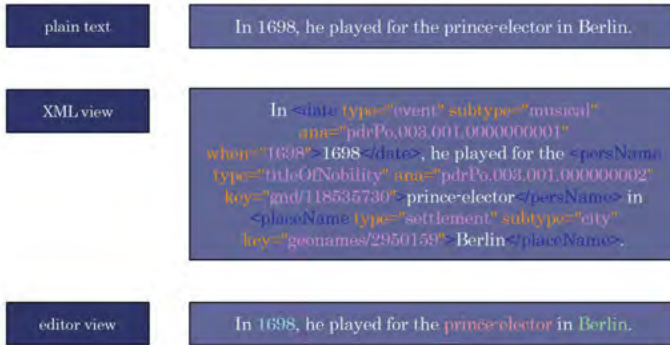 plain text
In 1698, he played for the prince-elector in Berlin.
XML view
In <date type="event" subtype="musical"
ana="pdrPo.003.001.0000000001"
when="1698">1698</date>, he played for the <persName
type="titleOfNobility" ana="pdrPo.003.001.000000002"
key="gnd/118535730">prince-elector</persName> in
<placeName type="settlement" subtype="city"
key="geonames/2950159">Berlin</placeName>.
editor view
In 1698, he played for the prince-elector in Berlin.